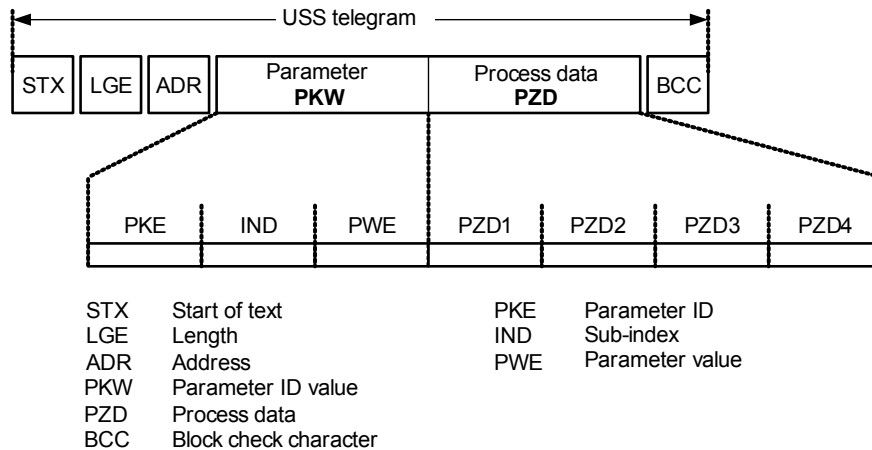 USS telegram
STX LGE ADR Parameter PKW Process data PZD BCC
PKE IND PWE PZD1 PZD2 PZD3 PZD4
STX Start of text
LGE Length
ADR Address
PKW Parameter ID value
PZD Process data
BCC Block check character
PKE Parameter ID
IND Sub-index
PWE Parameter value